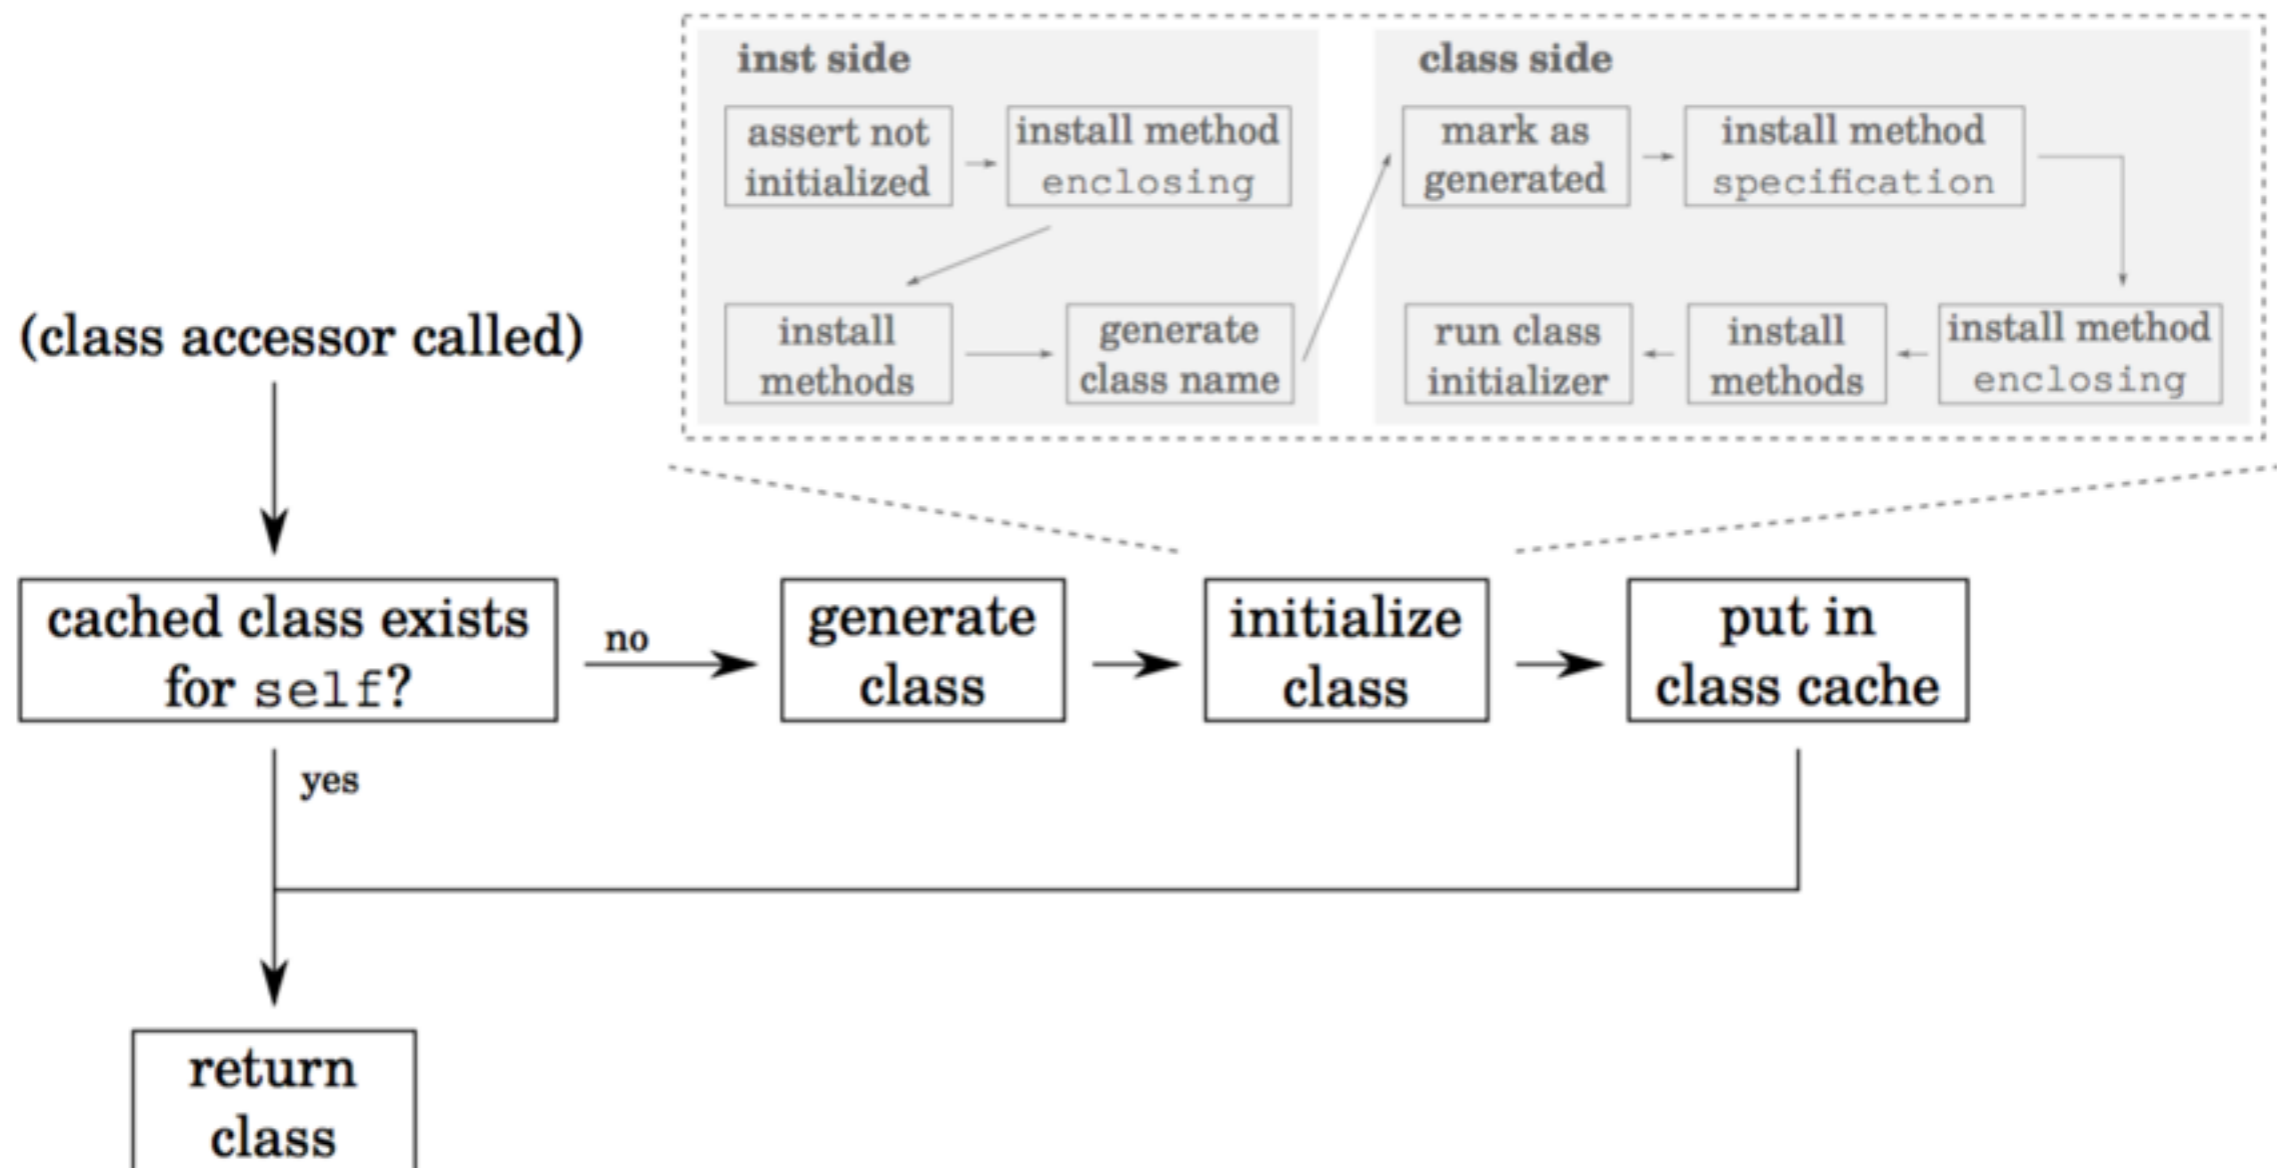 inst side
assert not
initialized
install method
enclosing
install
methods
generate
class name
class side
mark as
generated
install method
specification
run class
initializer
install
methods
install method
enclosing
(class accessor called)
cached class exists
for self?
no
generate
class
initialize
class
put in
class cache
yes
return
class